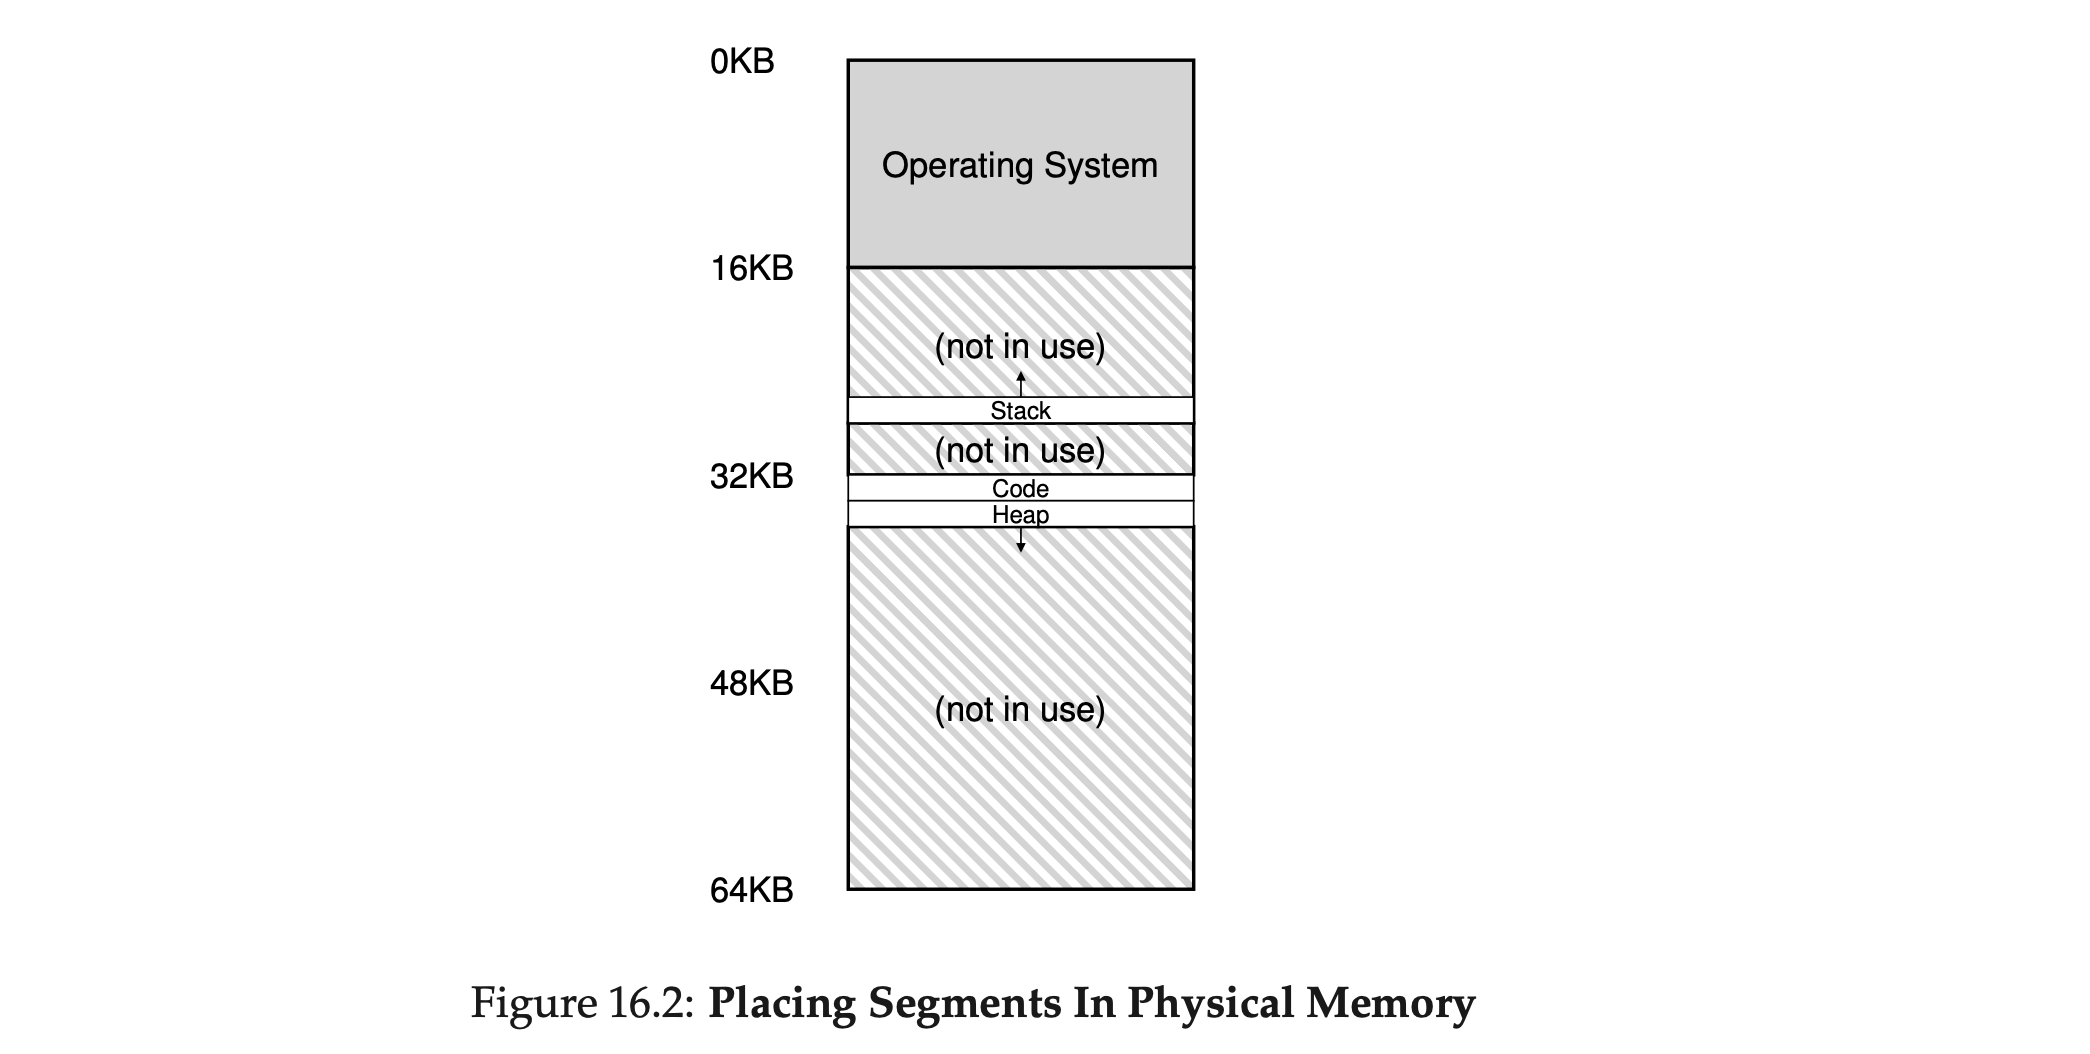 0KB
Operating System
16KB
(not in use)
Stack
(not in use)
32KB
Code
Heap
48KB
(not in use)
64KB
Figure 16.2: Placing Segments In Physical Memory